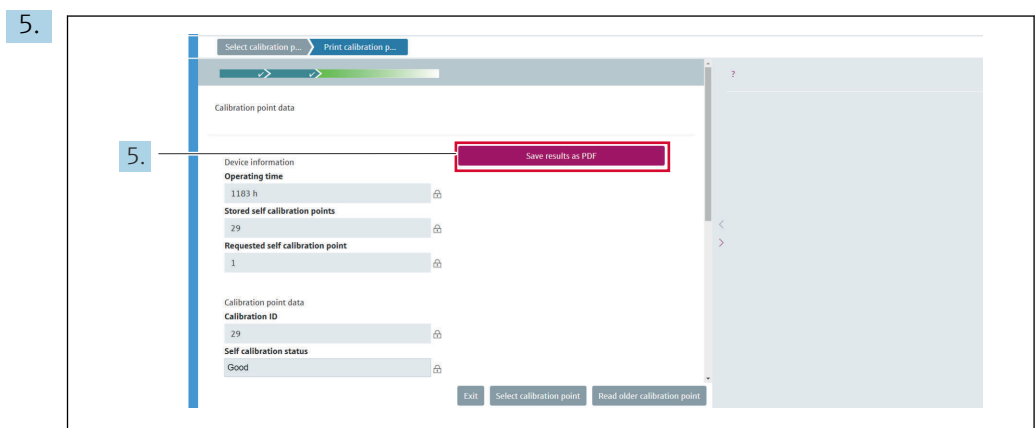 5.
Select calibration p... Print calibration p...
?
Calibration point data
5.
Save results as PDF
Device information
Operating time
1183 h
Stored self calibration points
29
Requested self calibration point
1
Calibration point data
Calibration ID
29
Self calibration status
Good
Exit Select calibration point Read older calibration point